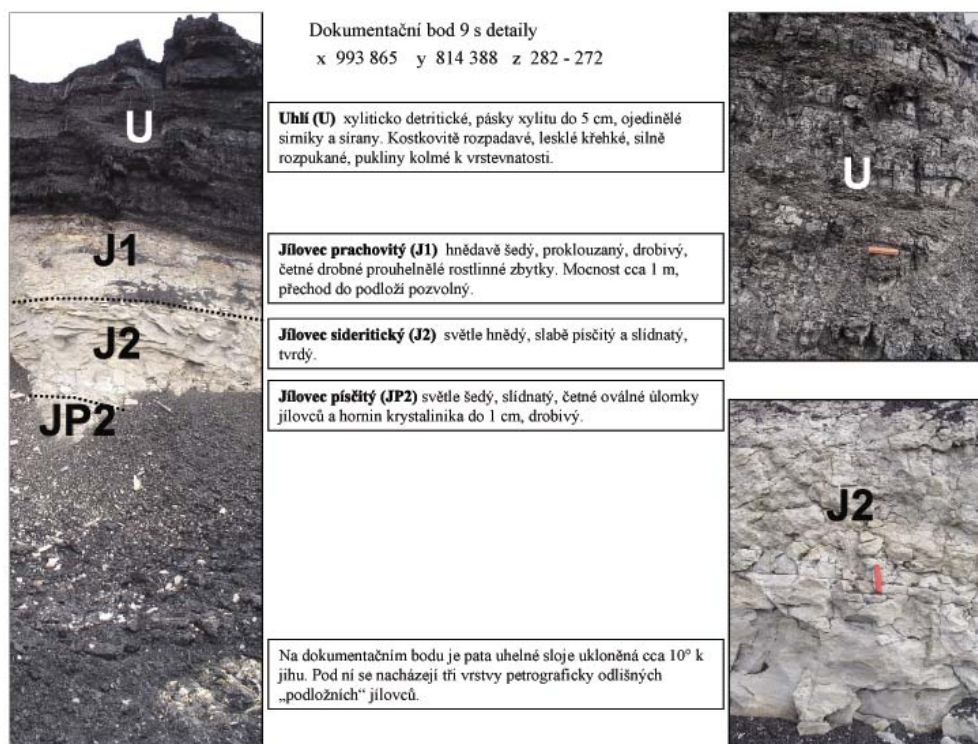 Dokumentační bod 9 s detaily
x 993 865 y 814 388 z 282 - 272
U
Uhlí (U) xyliticko detritické, pásky xylitu do 5 cm, ojedinělé
sirníky a sírany. Kostkovitě rozpadavé, lesklé křehké, silně
rozpukané, pukliny kolmé k vrstevnatosti.
U
J1
Jílovec prachovitý (J1) hnědavě šedý, proklouzaný, drobivý,
četné drobné prouhelnělé rostlinné zbytky. Mocnost cca 1 m,
přechod do podloží pozvolný.
J2
Jílovec sideritický (J2) světle hnědý, slabě písčitý a slídnatý,
tvrdý.
JP2
Jílovec písčitý (JP2) světle šedý, slídnatý, četné oválné úlomky
jílovců a hornin krystalinika do 1 cm, drobivý.
J2
Na dokumentačním bodu je pata uhelné sloje ukloněná cca 10° k
jihu. Pod ní se nacházejí tři vrstvy petrograficky odlišných
„podložních“ jílovců.